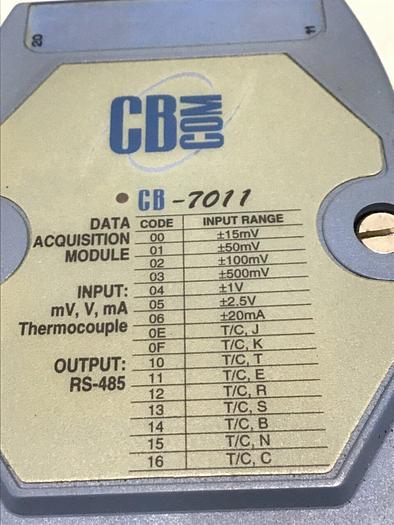 20
11
CB
COM
CB -7011
DATA
ACQUISITION
MODULE
INPUT:
mV, V, mA
Thermocouple
OUTPUT:
RS-485
CODE INPUT RANGE
00 ±15mV
01 ±50mV
02 ±100mV
03 ±500mV
04 ±1V
05 ±2.5V
06 ±20mA
0E T/C, J
0F T/C, K
10 T/C, T
11 T/C, E
12 T/C, R
13 T/C, S
14 T/C, B
15 T/C, N
16 T/C, C